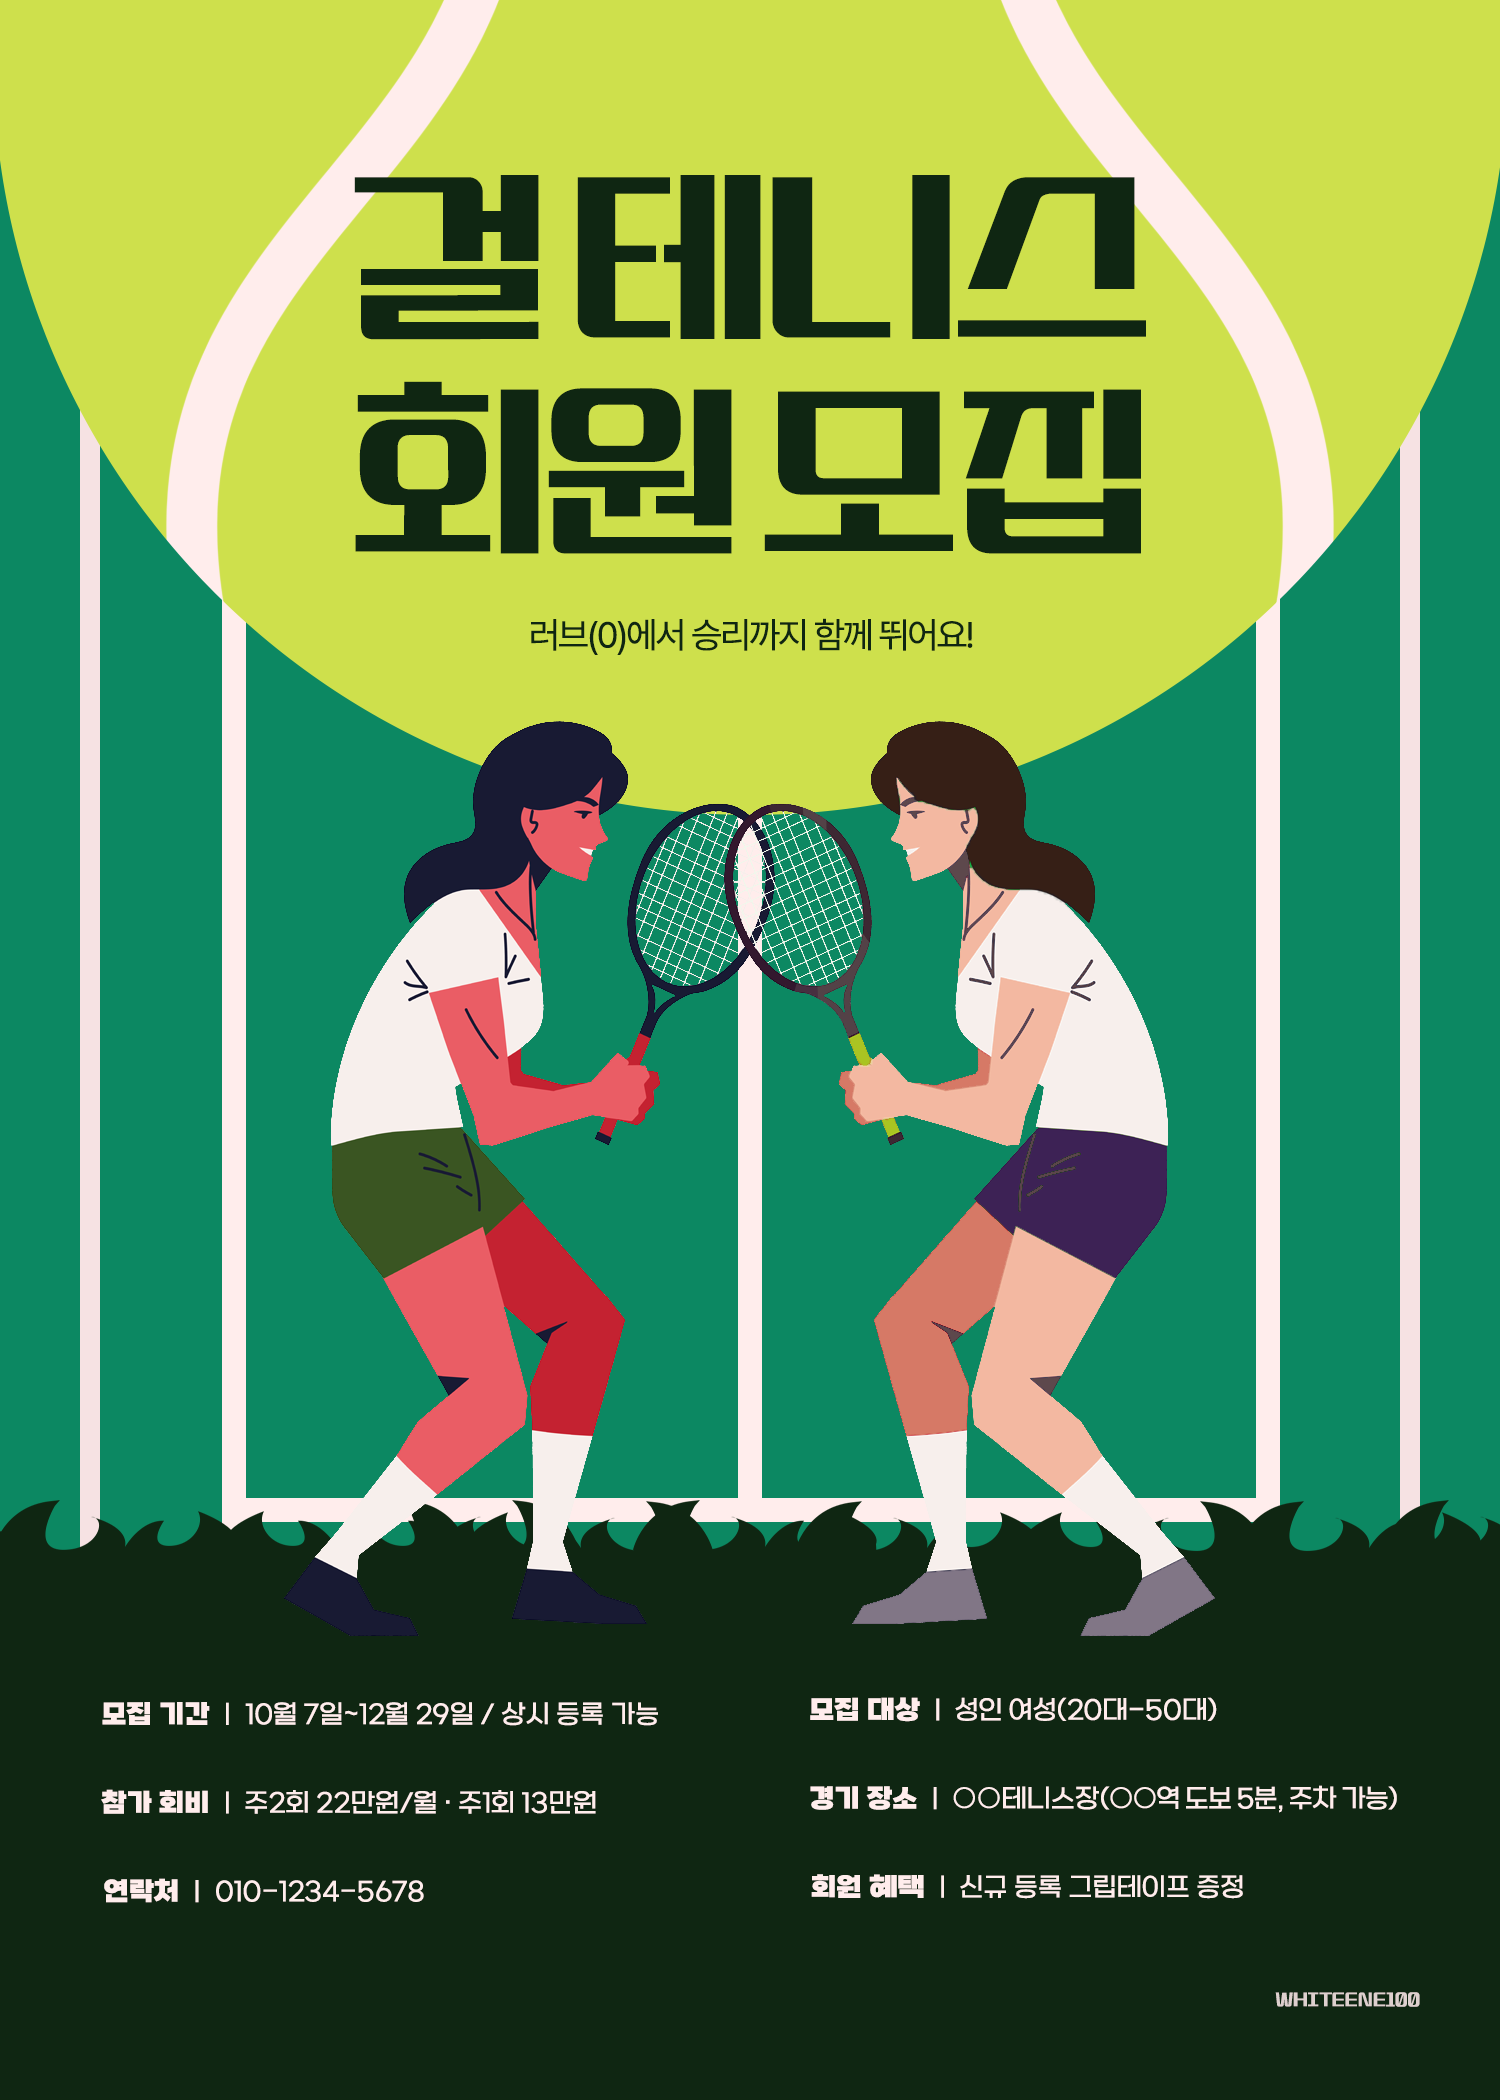 걸 테니스
회원 모집
러브(0)에서 승리까지 함께 뛰어요!
모집 기간 | 10월 7일~12월 29일 / 상시 등록 가능
참가 회비 | 주2회 22만원/월 · 주1회 13만원
연락처 | 010-1234-5678
모집 대상 | 성인 여성(20대-50대)
경기 장소 | ○○테니스장(○○역 도보 5분, 주차 가능)
회원 혜택 | 신규 등록 그립테이프 증정
WHITEENE100